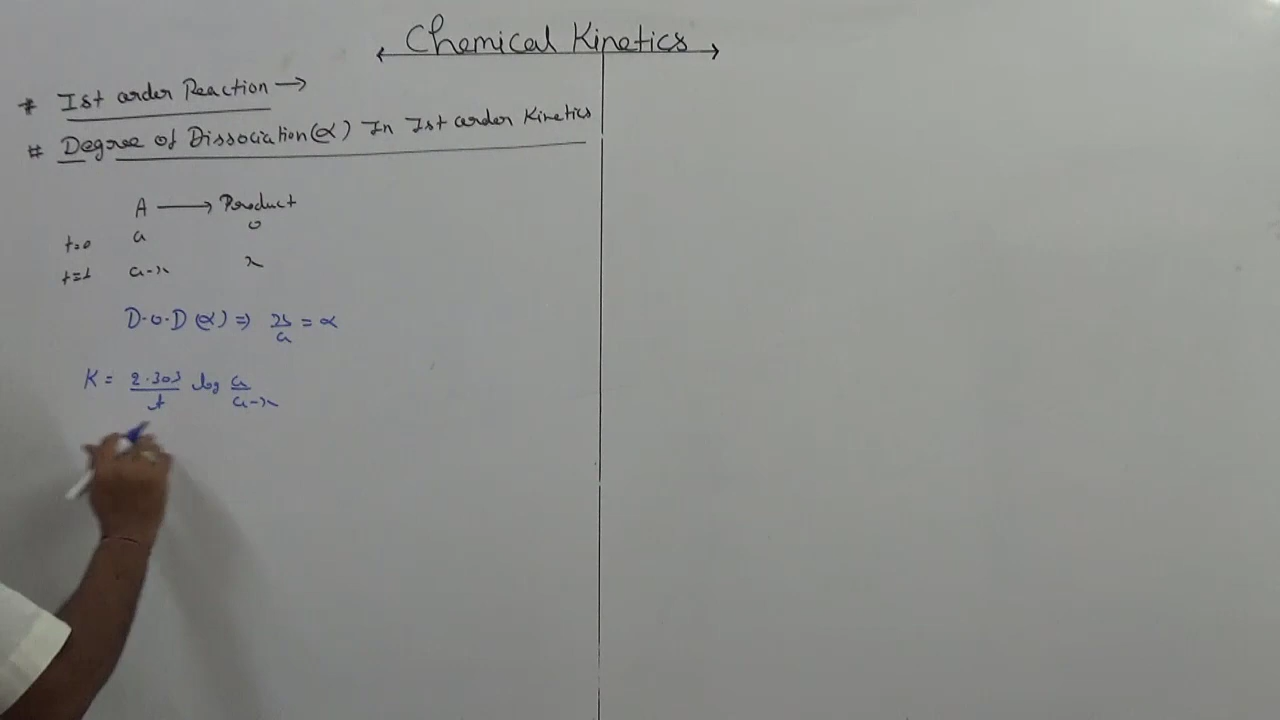 Chemical Kinetics
* Ist order Reaction →
# Degree of Dissociation(α) In Ist order Kinetics
A → Product
t=0 a 0
t=t a-x x
D.O.D (α) ⇒ x/a = α
K = 2.303/t log a/a-x